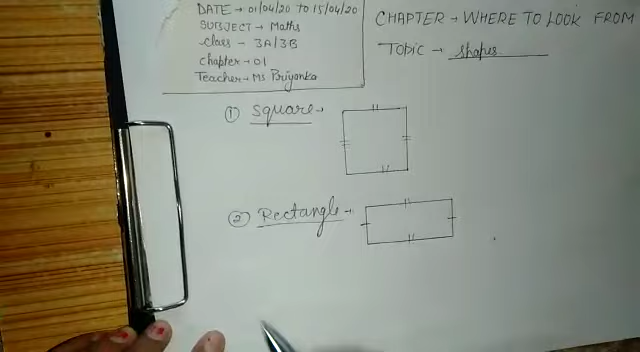 DATE → 01/04/20 TO 15/04/20
SUBJECT → Maths
Class - 3A/3B
Chapter → 01
Teacher → Ms Priyanka
CHAPTER → WHERE TO LOOK FROM
TOPIC → Shapes
① Square →
② Rectangle →